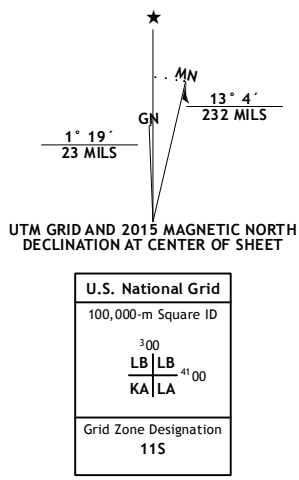 ★
MN
GN
13° 4´
232 MILS
1° 19´
23 MILS
UTM GRID AND 2015 MAGNETIC NORTH
DECLINATION AT CENTER OF SHEET
U.S. National Grid
100,000-m Square ID
³00
LB LB
⁴¹00
KA LA
Grid Zone Designation
11S